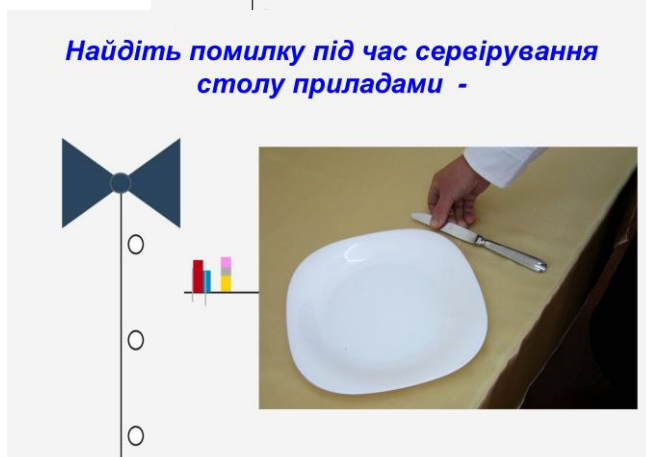 Найдіть помилку під час сервірування
столу приладами -